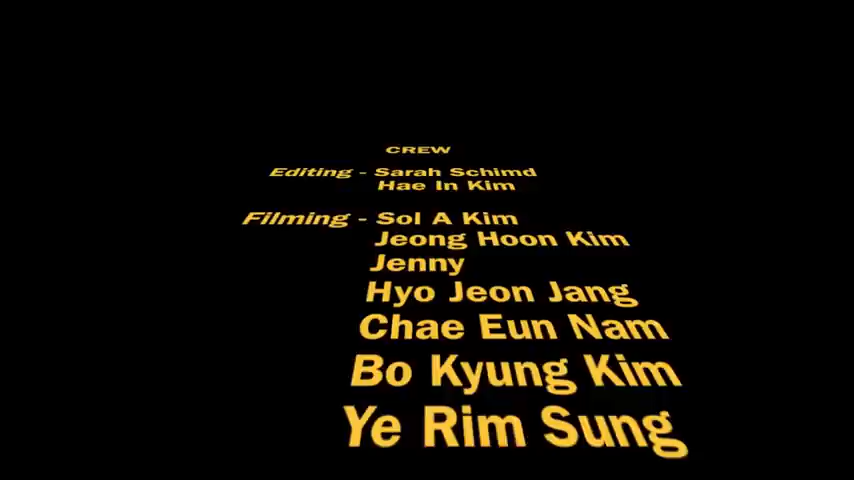 CREW
Editing - Sarah Schimd
Hae In Kim
Filming - Sol A Kim
Jeong Hoon Kim
Jenny
Hyo Jeon Jang
Chae Eun Nam
Bo Kyung Kim
Ye Rim Sung